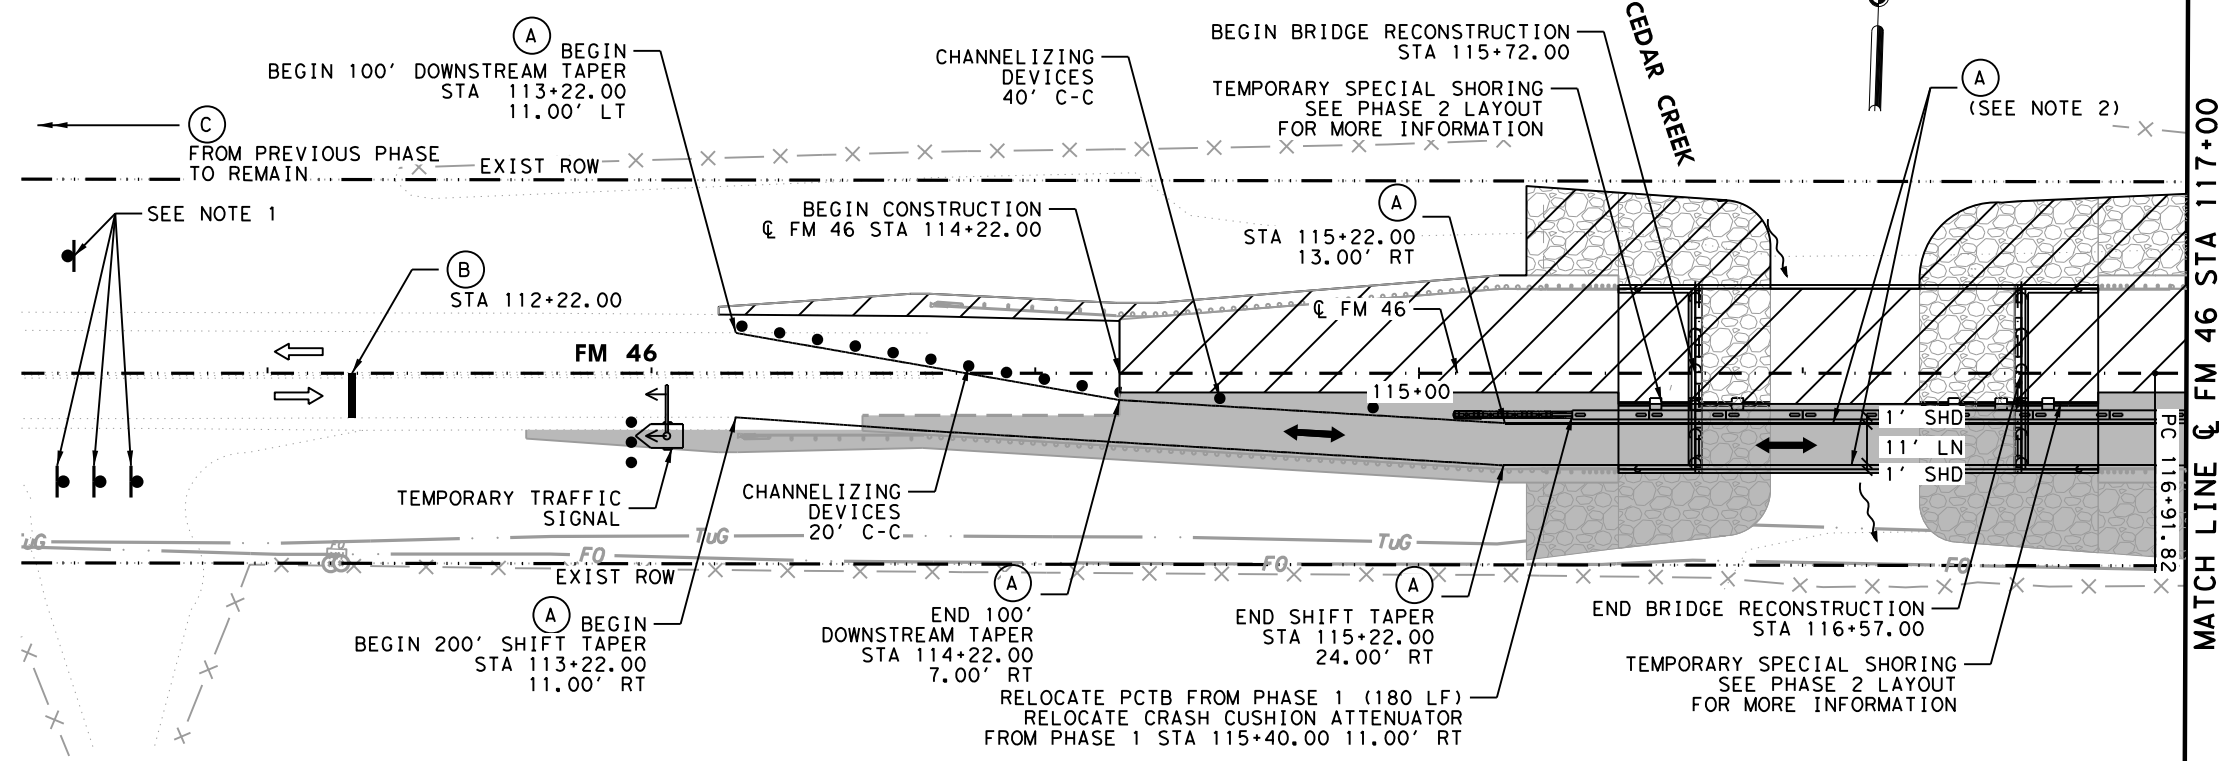 A
BEGIN
BEGIN 100' DOWNSTREAM TAPER
STA 113+22.00
11.00' LT
CHANNELIZING
DEVICES
40' C-C
BEGIN BRIDGE RECONSTRUCTION
STA 115+72.00
TEMPORARY SPECIAL SHORING
SEE PHASE 2 LAYOUT
FOR MORE INFORMATION
CEDAR CREEK
A
(SEE NOTE 2)
C
FROM PREVIOUS PHASE
TO REMAIN
EXIST ROW
SEE NOTE 1
BEGIN CONSTRUCTION
℄ FM 46 STA 114+22.00
A
STA 115+22.00
13.00' RT
B
STA 112+22.00
℄ FM 46
FM 46
115+00
1' SHD
11' LN
1' SHD
PC 116+91.82
MATCH LINE ℄ FM 46 STA 117+00
TEMPORARY TRAFFIC
SIGNAL
CHANNELIZING
DEVICES
20' C-C
uG
TuG
TuG
FO
FO
FO
FO
EXIST ROW
A
BEGIN
BEGIN 200' SHIFT TAPER
STA 113+22.00
11.00' RT
A
END 100'
DOWNSTREAM TAPER
STA 114+22.00
7.00' RT
A
END SHIFT TAPER
STA 115+22.00
24.00' RT
RELOCATE PCTB FROM PHASE 1 (180 LF)
RELOCATE CRASH CUSHION ATTENUATOR
FROM PHASE 1 STA 115+40.00 11.00' RT
END BRIDGE RECONSTRUCTION
STA 116+57.00
TEMPORARY SPECIAL SHORING
SEE PHASE 2 LAYOUT
FOR MORE INFORMATION